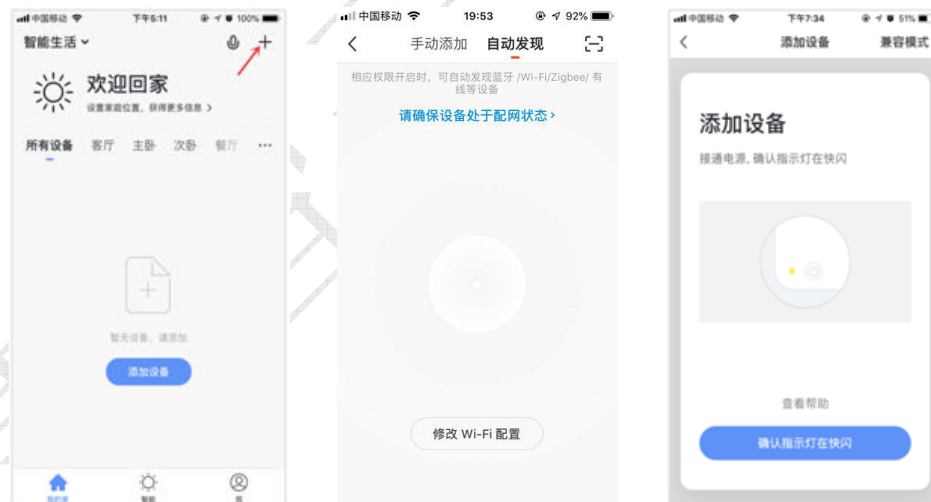 中国移动
下午5:11
100%
智能生活
欢迎回家
设置家庭位置，获得更多信息
所有设备 客厅 主卧 次卧 餐厅 ...
暂无设备，请添加
添加设备
我的家 智能 我
中国移动
19:53
92%
手动添加 自动发现
相应权限开启时，可自动发现蓝牙 /Wi-Fi/Zigbee/ 有
线等设备
请确保设备处于配网状态
修改 Wi-Fi 配置
中国移动
下午7:34
51%
添加设备 兼容模式
添加设备
接通电源, 确认指示灯在快闪
查看帮助
确认指示灯在快闪